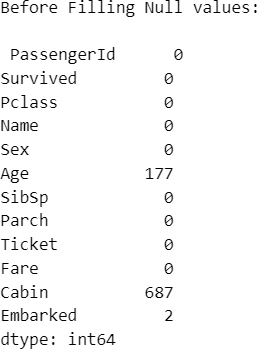 Before Filling Null values:
PassengerId 0
Survived 0
Pclass 0
Name 0
Sex 0
Age 177
SibSp 0
Parch 0
Ticket 0
Fare 0
Cabin 687
Embarked 2
dtype: int64